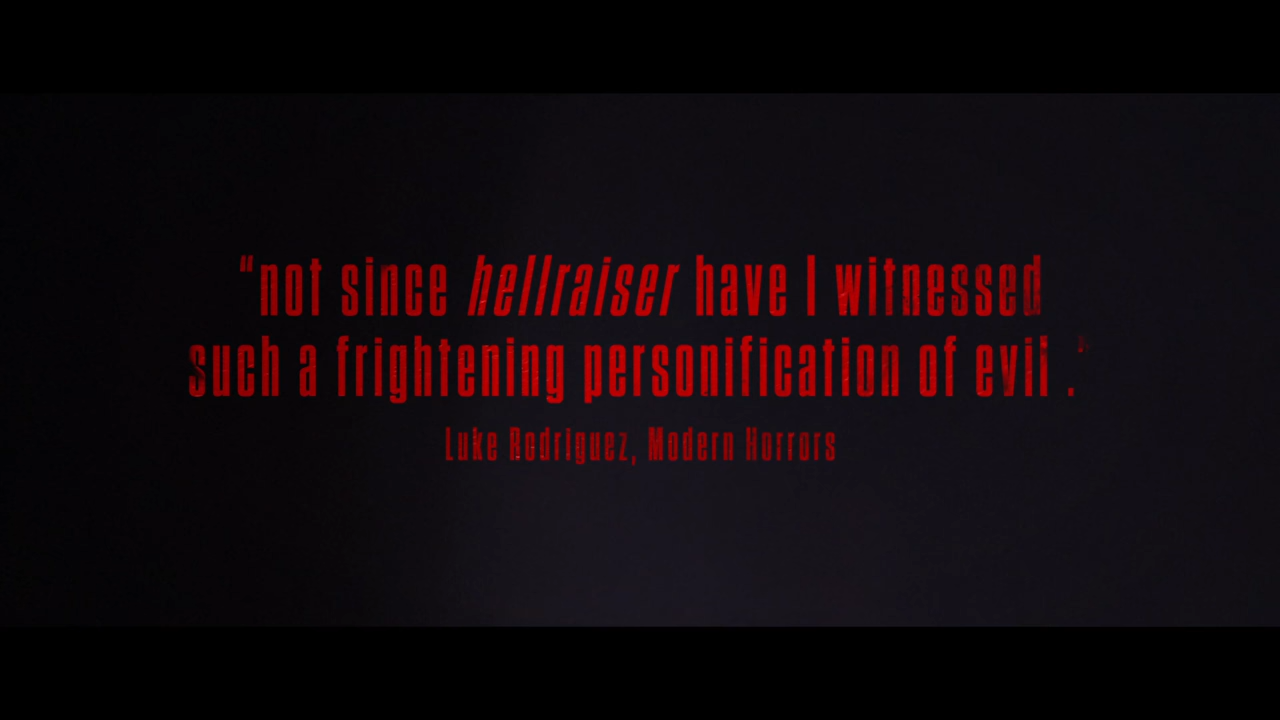 “not since hellraiser have I witnessed
such a frightening personification of evil .”
Luke Rodriguez, Modern Horrors